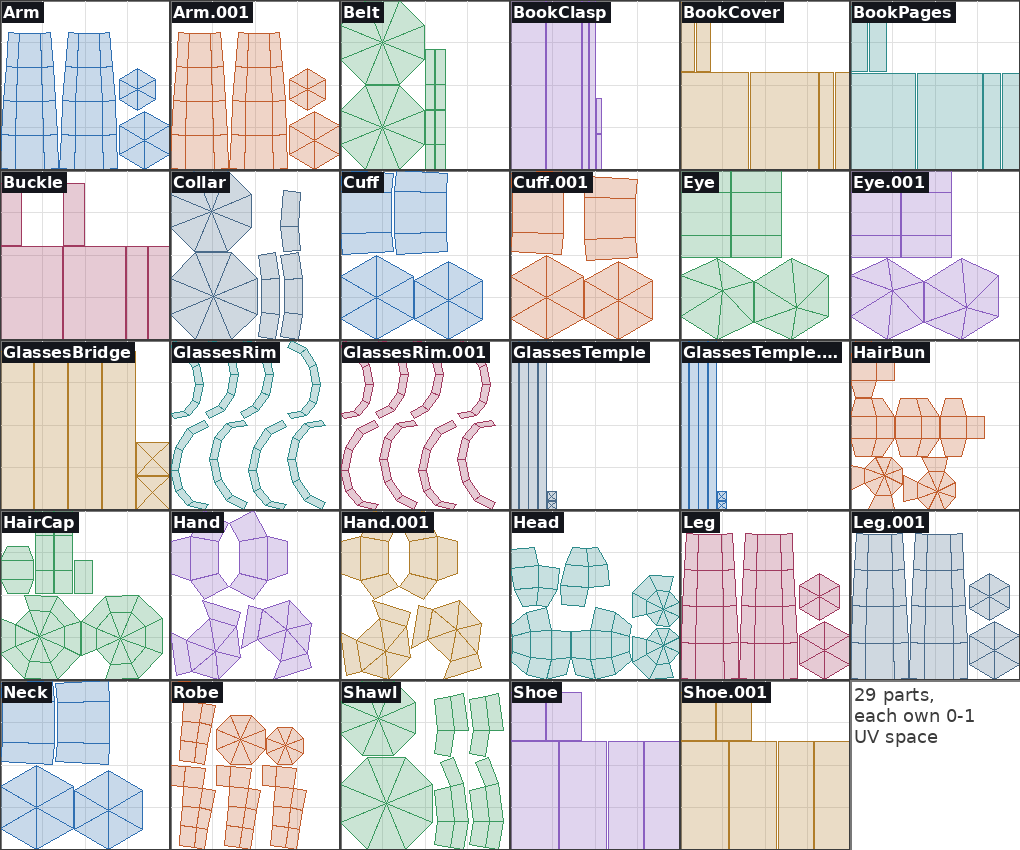 Arm Arm.001 Belt BookClasp BookCover BookPages
Buckle Collar Cuff Cuff.001 Eye Eye.001
GlassesBridge GlassesRim GlassesRim.001 GlassesTemple GlassesTemple.... HairBun
HairCap Hand Hand.001 Head Leg Leg.001
Neck Robe Shawl Shoe Shoe.001
29 parts,
each own 0-1
UV space